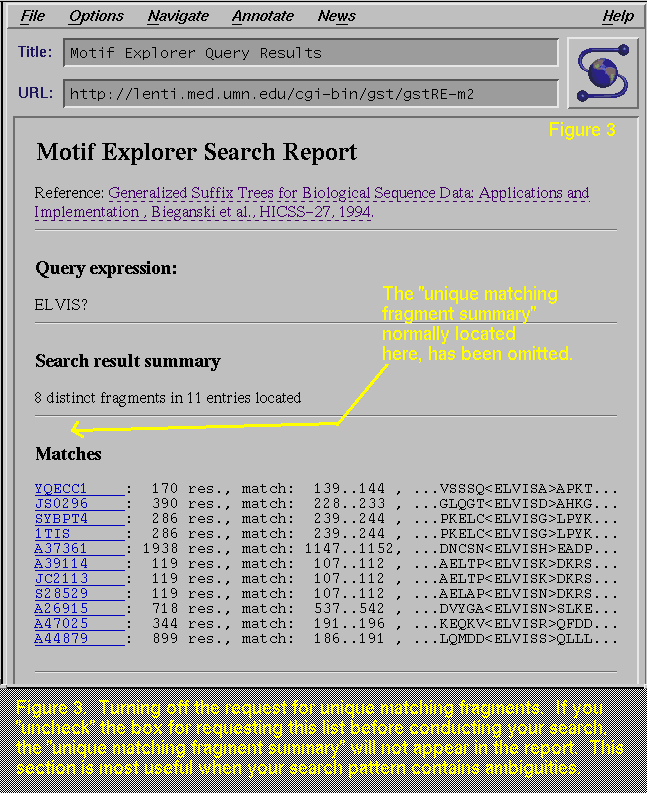 File Options Navigate Annotate News Help
Title: Motif Explorer Query Results
URL: http://lenti.med.umn.edu/cgi-bin/gst/gstRE-m2
Figure 3
Motif Explorer Search Report
Reference: Generalized Suffix Trees for Biological Sequence Data: Applications and
Implementation , Bieganski et al., HICSS-27, 1994.
Query expression:
ELVIS?
The "unique matching
fragment summary"
normally located
here, has been omitted.
Search result summary
8 distinct fragments in 11 entries located
Matches
YQECC1 : 170 res., match: 139..144 , ...VSSSQ<ELVISA>APKT...
JS0296 : 390 res., match: 228..233 , ...GLQGT<ELVISD>AHKG...
SYBPT4 : 286 res., match: 239..244 , ...PKELC<ELVISG>LPYK...
1TIS : 286 res., match: 239..244 , ...PKELC<ELVISG>LPYK...
A37361 : 1938 res., match: 1147..1152, ...DNCSN<ELVISH>EADP...
A39114 : 119 res., match: 107..112 , ...AELTP<ELVISK>DKRS...
JC2113 : 119 res., match: 107..112 , ...AELTP<ELVISK>DKRS...
S28529 : 119 res., match: 107..112 , ...AELAP<ELVISK>DKRS...
A26915 : 718 res., match: 537..542 , ...DVYGA<ELVISN>SLKE...
A47025 : 344 res., match: 191..196 , ...KEQKV<ELVISR>QFDD...
A44879 : 899 res., match: 186..191 , ...LQMDD<ELVISS>QLLL...
Figure 3. Turning off the request for unique matching fragments. If you
"uncheck" the box for requesting this list before conducting your search,
the "unique matching fragment summary" will not appear in the report. This
section is most useful when your search pattern contains ambiguities.